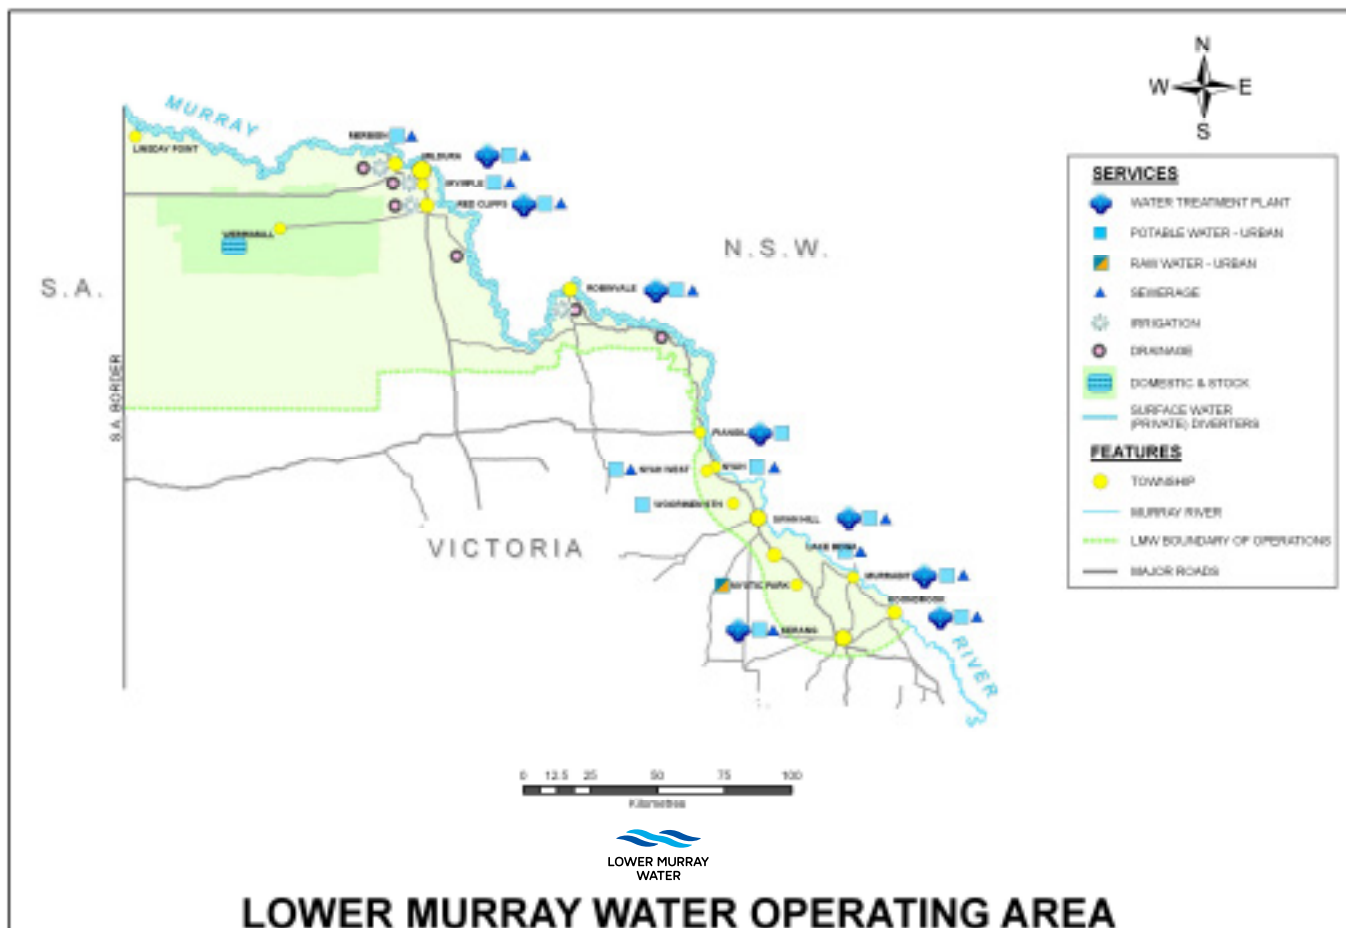 N
W E
S
MURRAY
MERBEIN
LINDSAY POINT
MILDURA
IRYMPLE
RED CLIFFS
WERRIMULL
N.S.W.
S.A.
ROBINVALE
S.A BORDER
PIANGIL
NYAH WEST
NYAH
WOORINEN STH
SWAN HILL
VICTORIA
LAKE BOGA
MURRABIT
MYSTIC PARK
KOONDROOK
KERANG
RIVER
SERVICES
WATER TREATMENT PLANT
POTABLE WATER - URBAN
RAW WATER - URBAN
SEWERAGE
IRRIGATION
DRAINAGE
DOMESTIC & STOCK
SURFACE WATER
(PRIVATE) DIVERTERS
FEATURES
TOWNSHIP
MURRAY RIVER
LMW BOUNDARY OF OPERATIONS
MAJOR ROADS
0 12.5 25 50 75 100
Kilometres
LOWER MURRAY
WATER
LOWER MURRAY WATER OPERATING AREA